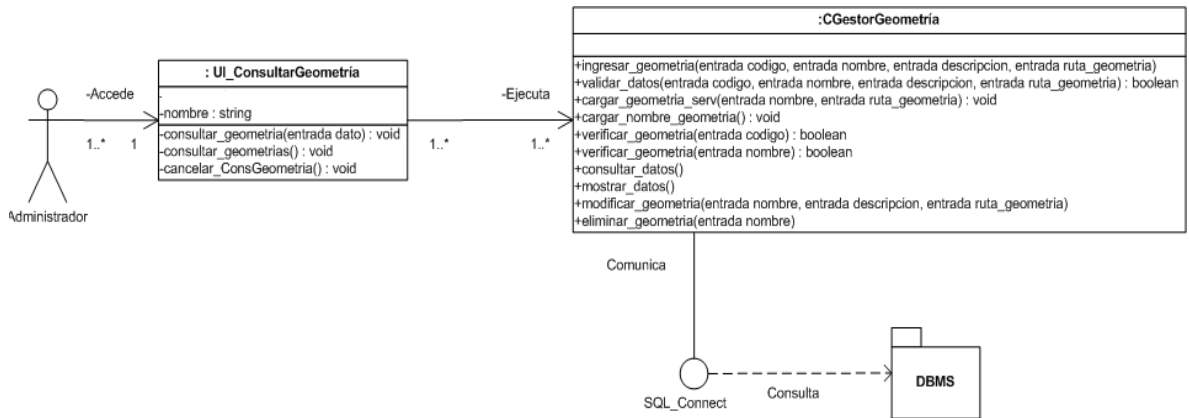 :CGestorGeometría
+ingresar_geometria(entrada codigo, entrada nombre, entrada descripcion, entrada ruta_geometria)
+validar_datos(entrada codigo, entrada nombre, entrada descripcion, entrada ruta_geometria) : boolean
+cargar_geometria_serv(entrada nombre, entrada ruta_geometria) : void
+cargar_nombre_geometria() : void
+verificar_geometria(entrada codigo) : boolean
+verificar_geometria(entrada nombre) : boolean
+consultar_datos()
+mostrar_datos()
+modificar_geometria(entrada nombre, entrada descripcion, entrada ruta_geometria)
+eliminar_geometria(entrada nombre)
: UI_ConsultarGeometría
-
-nombre : string
-consultar_geometria(entrada dato) : void
-consultar_geometrias() : void
-cancelar_ConsGeometria() : void
-Accede
1..*
1
-Ejecuta
1..*
1..*
Administrador
Comunica
SQL_Connect
Consulta
DBMS